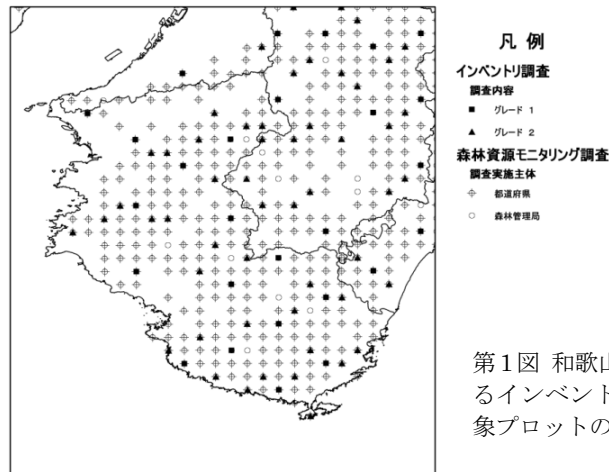 凡 例
インベントリ調査
調査内容
■ グレード 1
▲ グレード 2
森林資源モニタリング調査
調査実施主体
都道府県
○ 森林管理局
第1図 和歌山
るインベント
象プロットの